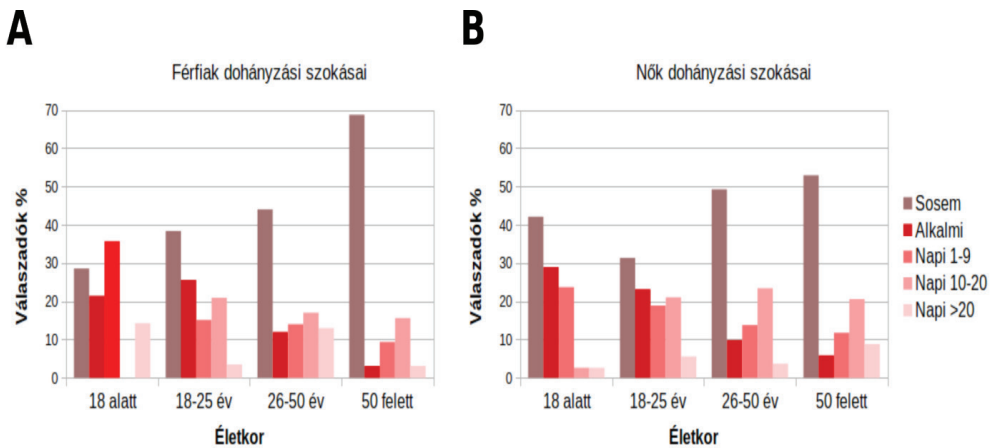 A
Férfiak dohányzási szokásai
Válaszadók %
70
60
50
40
30
20
10
0
18 alatt
18-25 év
26-50 év
50 felett
Életkor
B
Nők dohányzási szokásai
Válaszadók %
70
60
50
40
30
20
10
0
18 alatt
18-25 év
26-50 év
50 felett
Életkor
Sosem
Alkalmi
Napi 1-9
Napi 10-20
Napi >20